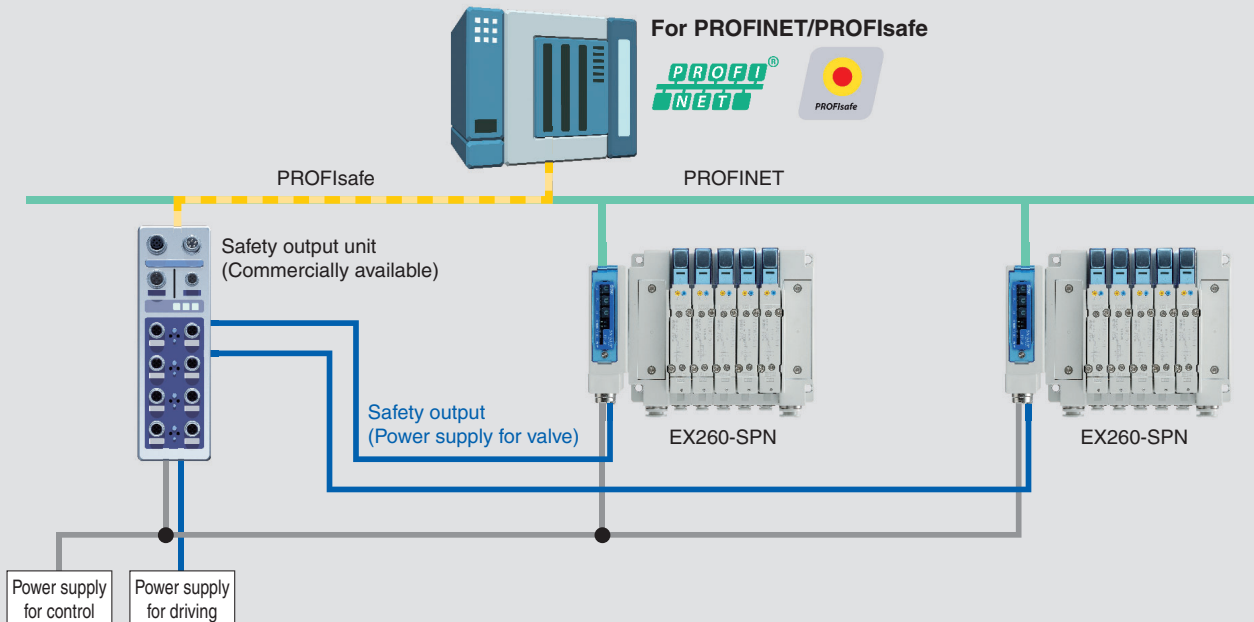 For PROFINET/PROFIsafe
PROFI®
NET
PROFIsafe
PROFIsafe
PROFINET
Safety output unit
(Commercially available)
Safety output
(Power supply for valve)
EX260-SPN
EX260-SPN
Power supply
for control
Power supply
for driving